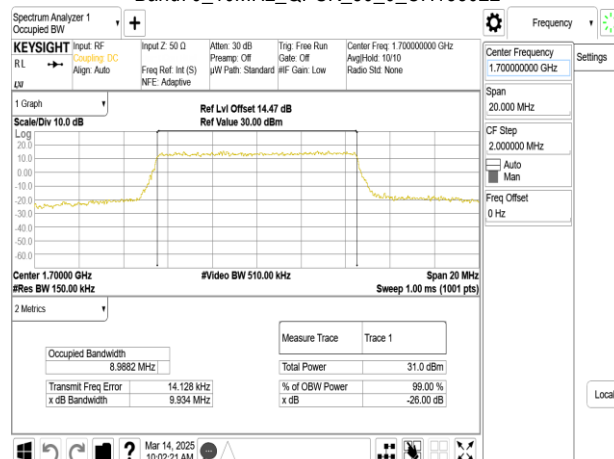 Spectrum Analyzer 1
Occupied BW
Frequency
KEYSIGHT
Input: RF
Coupling: DC
Align: Auto
Input Z: 50 Ω
Freq Ref: Int (S)
NFE: Adaptive
Atten: 30 dB
Preamp: Off
µW Path: Standard
Trig: Free Run
Gate: Off
#IF Gain: Low
Center Freq: 1.700000000 GHz
Avg|Hold: 10/10
Radio Std: None
RL
Center Frequency
1.700000000 GHz
Settings
Span
20.000 MHz
CF Step
2.000000 MHz
Auto
Man
Freq Offset
0 Hz
1 Graph
Scale/Div 10.0 dB
Ref Lvl Offset 14.47 dB
Ref Value 30.00 dBm
Log
20.0
10.0
0.00
-10.0
-20.0
-30.0
-40.0
-50.0
-60.0
Center 1.70000 GHz
#Video BW 510.00 kHz
Span 20 MHz
#Res BW 150.00 kHz
Sweep 1.00 ms (1001 pts)
2 Metrics
Measure Trace
Trace 1
Occupied Bandwidth
8.9882 MHz
Total Power
31.0 dBm
Transmit Freq Error
14.128 kHz
% of OBW Power
99.00 %
x dB Bandwidth
9.934 MHz
x dB
-26.00 dB
Local
Mar 14, 2025
10:02:21 AM